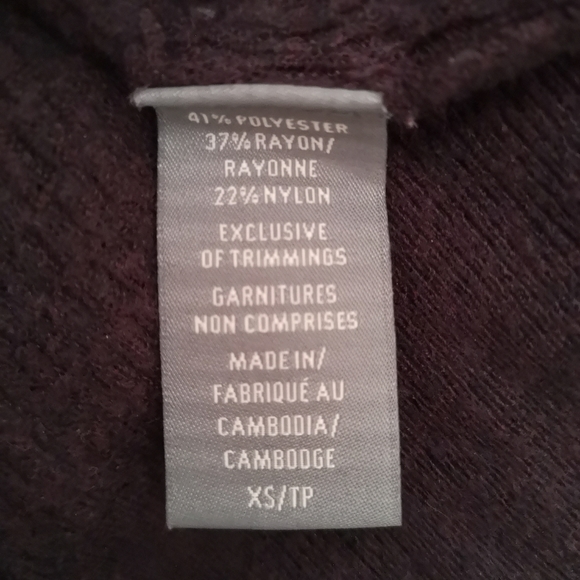 41% POLYESTER
37% RAYON/
RAYONNE
22% NYLON
EXCLUSIVE
OF TRIMMINGS
GARNITURES
NON COMPRISES
MADE IN/
FABRIQUÉ AU
CAMBODIA/
CAMBODGE
XS/TP